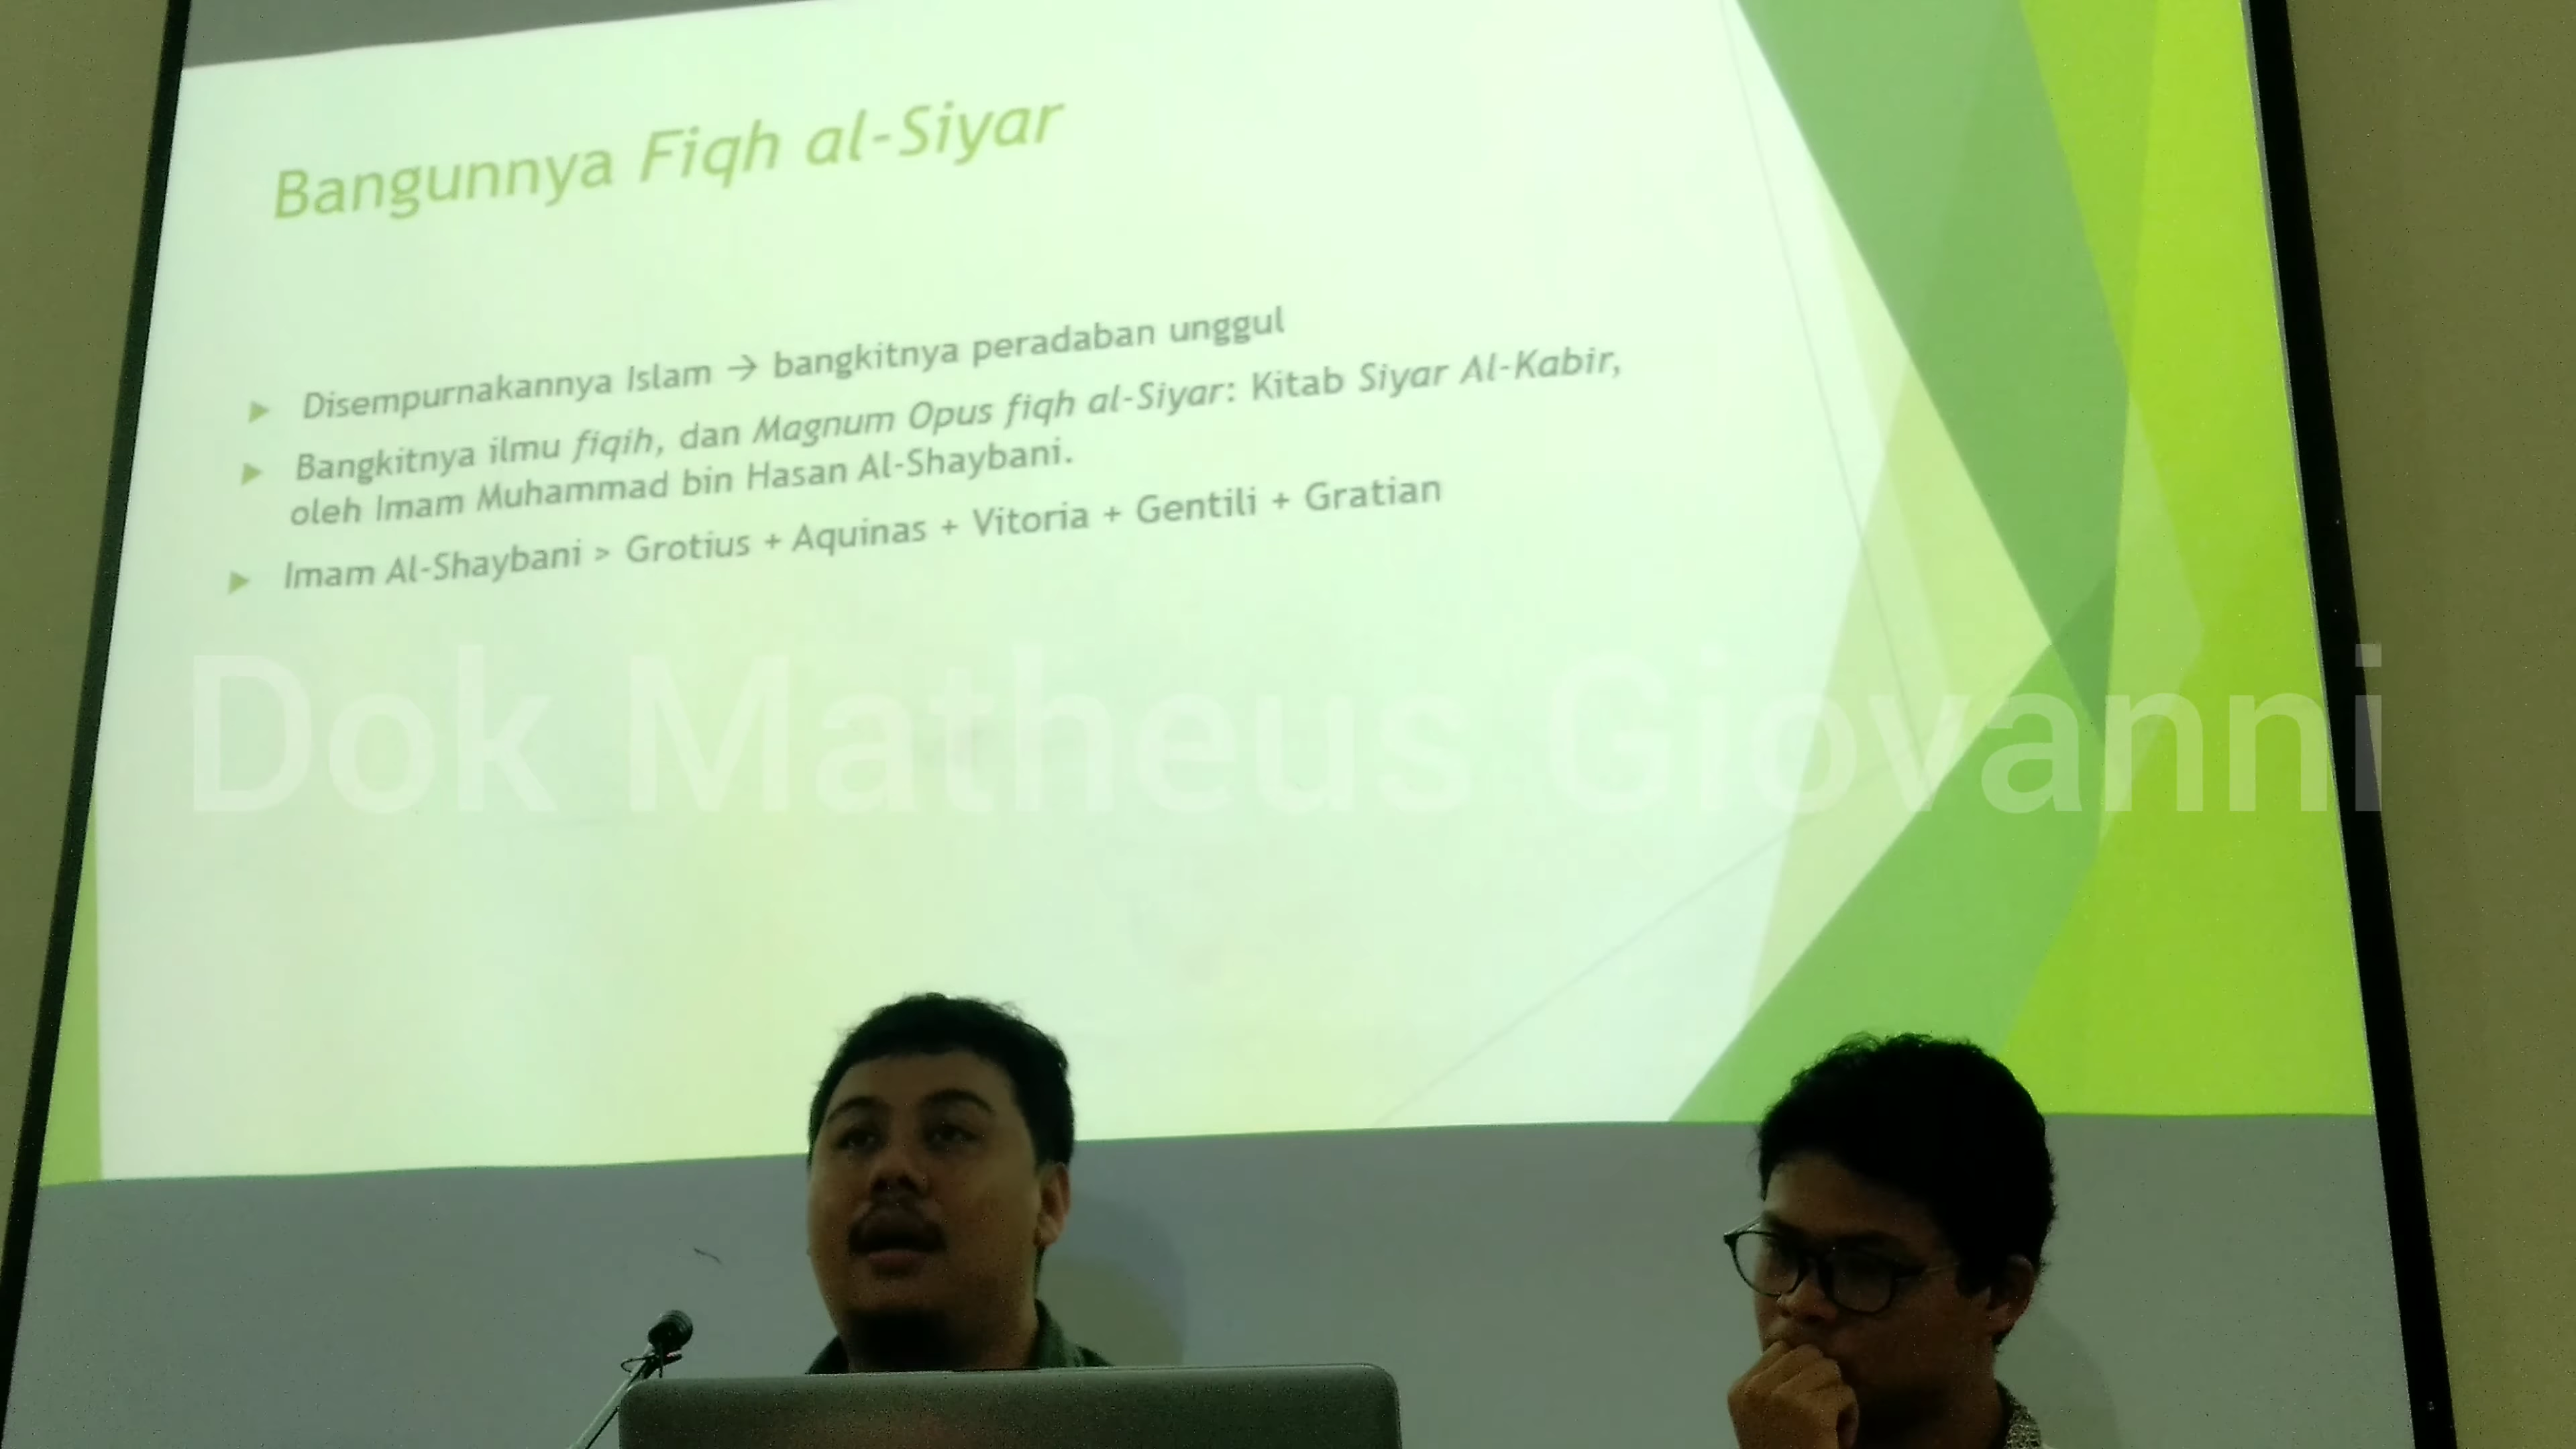 Bangunnya Fiqh al-Siyar
Disempurnakannya Islam → bangkitnya peradaban unggul
Bangkitnya ilmu fiqih, dan Magnum Opus fiqh al-Siyar: Kitab Siyar Al-Kabir,
oleh Imam Muhammad bin Hasan Al-Shaybani.
Imam Al-Shaybani > Grotius + Aquinas + Vitoria + Gentili + Gratian
Dok Matheus Giovanni